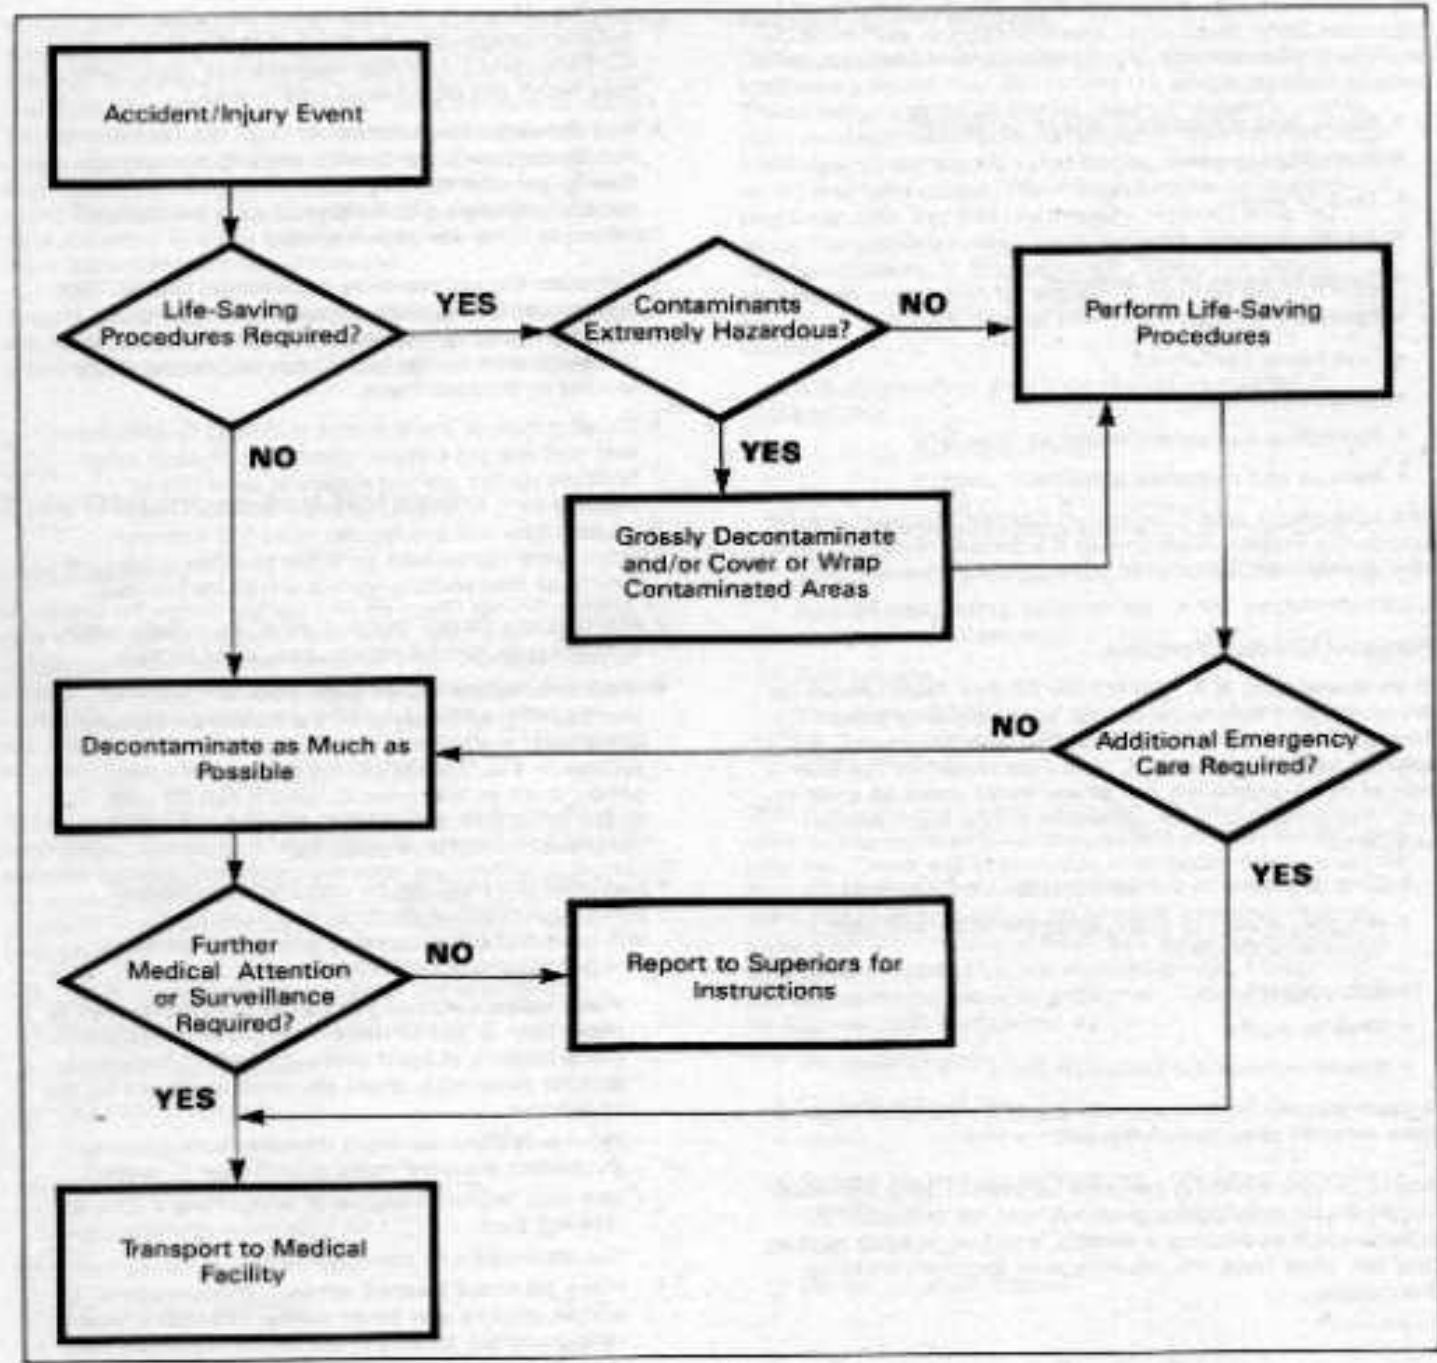 Accident/Injury Event
Life-Saving
Procedures Required?
YES
Contaminants
Extremely Hazardous?
NO
Perform Life-Saving
Procedures
NO
YES
Grossly Decontaminate
and/or Cover or Wrap
Contaminated Areas
Decontaminate as Much as
Possible
NO
Additional Emergency
Care Required?
YES
Further
Medical Attention
or Surveillance
Required?
NO
Report to Superiors for
Instructions
YES
Transport to Medical
Facility